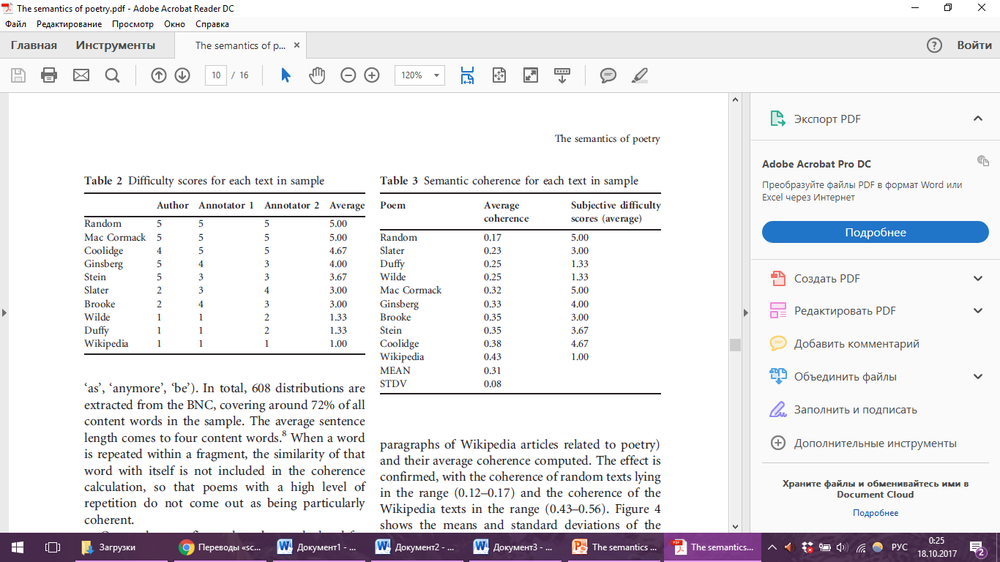 The semantics of poetry.pdf - Adobe Acrobat Reader DC
Файл Редактирование Просмотр Окно Справка
Главная Инструменты The semantics of p... × Войти
10 / 16 120%
The semantics of poetry
Table 2 Difficulty scores for each text in sample
Author Annotator 1 Annotator 2 Average
Random 5 5 5 5.00
Mac Cormack 5 5 5 5.00
Coolidge 4 5 5 4.67
Ginsberg 5 4 3 4.00
Stein 5 3 3 3.67
Slater 2 3 4 3.00
Brooke 2 4 3 3.00
Wilde 1 1 2 1.33
Duffy 1 1 2 1.33
Wikipedia 1 1 1 1.00
‘as’, ‘anymore’, ‘be’). In total, 608 distributions are
extracted from the BNC, covering around 72% of all
content words in the sample. The average sentence
length comes to four content words.8 When a word
is repeated within a fragment, the similarity of that
word with itself is not included in the coherence
calculation, so that poems with a high level of
repetition do not come out as being particularly
coherent.
Table 3 Semantic coherence for each text in sample
Poem Average coherence Subjective difficulty scores (average)
Random 0.17 5.00
Slater 0.23 3.00
Duffy 0.25 1.33
Wilde 0.25 1.33
Mac Cormack 0.32 5.00
Ginsberg 0.33 4.00
Brooke 0.35 3.00
Stein 0.35 3.67
Coolidge 0.38 4.67
Wikipedia 0.43 1.00
MEAN 0.31
STDV 0.08
paragraphs of Wikipedia articles related to poetry)
and their average coherence computed. The effect is
confirmed, with the coherence of random texts lying
in the range (0.12–0.17) and the coherence of the
Wikipedia texts in the range (0.43–0.56). Figure 4
shows the means and standard deviations of the
Экспорт PDF
Adobe Acrobat Pro DC
Преобразуйте файлы PDF в формат Word или
Excel через Интернет
Подробнее
Создать PDF
Редактировать PDF
Добавить комментарий
Объединить файлы
Заполнить и подписать
Дополнительные инструменты
Храните файлы и обменивайтесь ими в
Document Cloud
Подробнее
Загрузки Переводы «sc... Документ1 - ... Документ2 - ... Документ3 - ... The semantics ... The semantics... РУС 0:25
18.10.2017 2